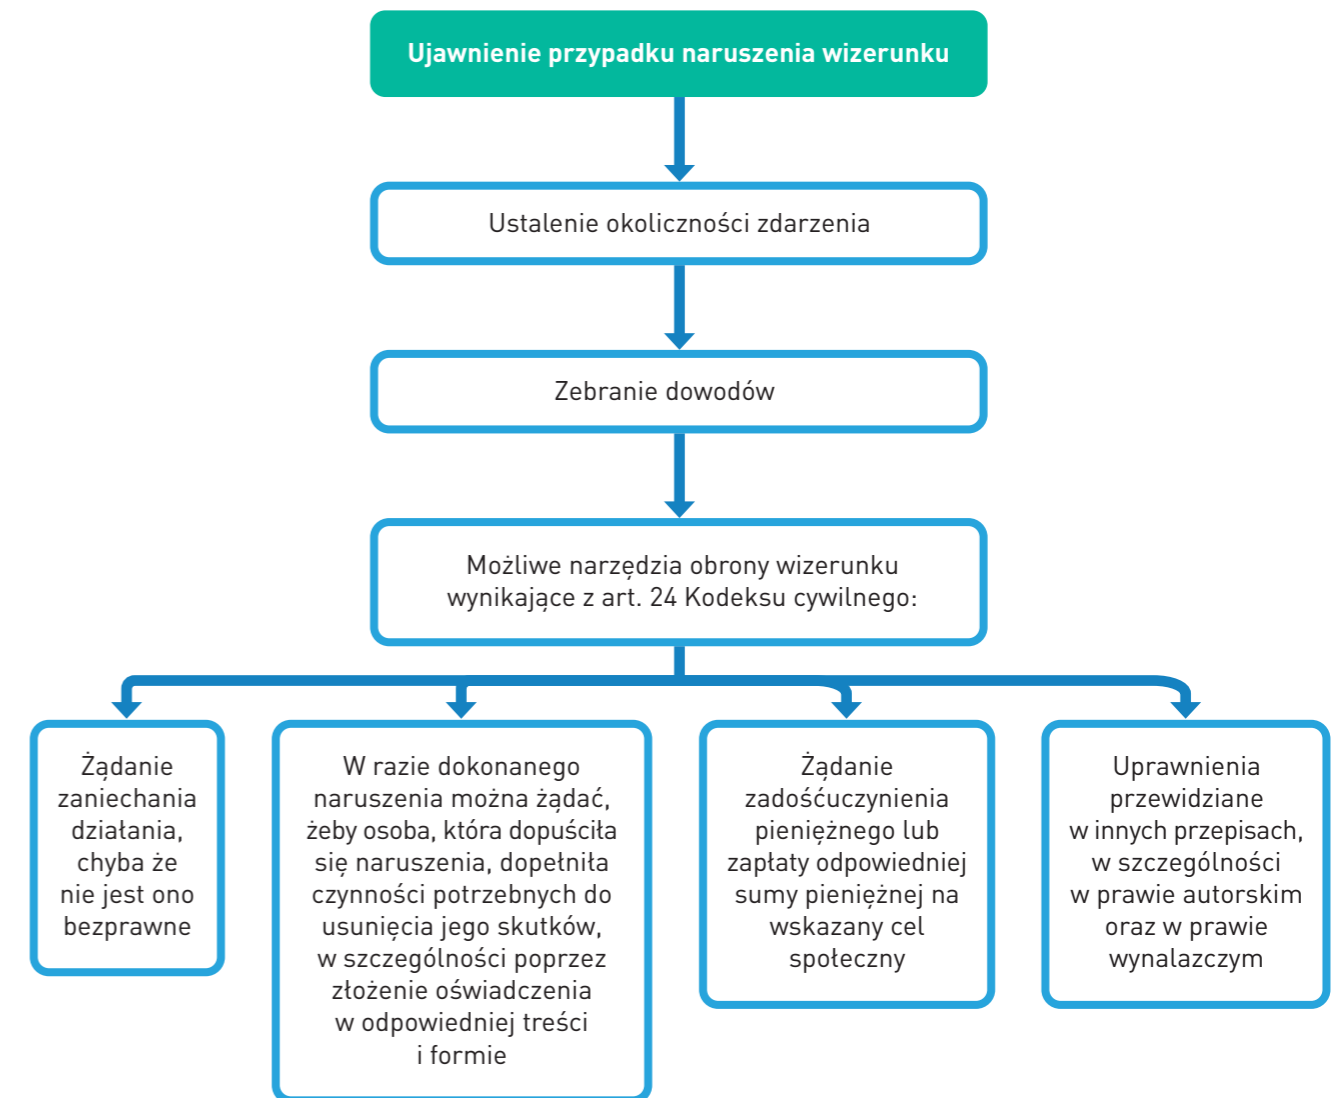 Ujawnienie przypadku naruszenia wizerunku
Ustalenie okoliczności zdarzenia
Zebranie dowodów
Możliwe narzędzia obrony wizerunku
wynikające z art. 24 Kodeksu cywilnego:
Żądanie
zaniechania
działania,
chyba że
nie jest ono
bezprawne
W razie dokonanego
naruszenia można żądać,
żeby osoba, która dopuściła
się naruszenia, dopełniła
czynności potrzebnych do
usunięcia jego skutków,
w szczególności poprzez
złożenie oświadczenia
w odpowiedniej treści
i formie
Żądanie
zadośćuczynienia
pieniężnego lub
zapłaty odpowiedniej
sumy pieniężnej na
wskazany cel
społeczny
Uprawnienia
przewidziane
w innych przepisach,
w szczególności
w prawie autorskim
oraz w prawie
wynalazczym